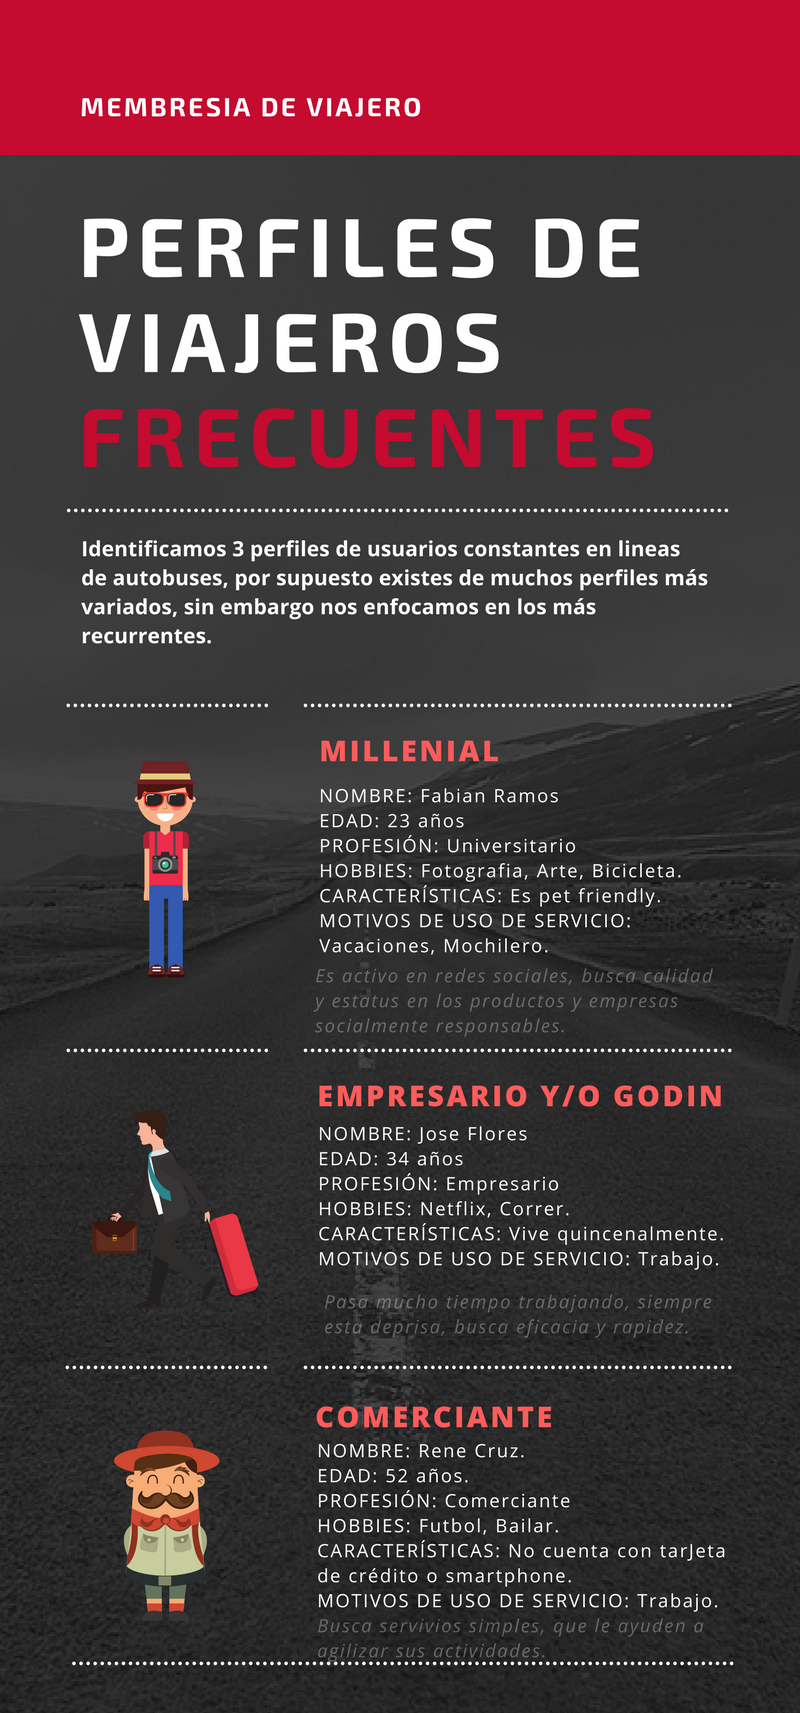 MEMBRESIA DE VIAJERO
PERFILES DE
VIAJEROS
FRECUENTES
Identificamos 3 perfiles de usuarios constantes en lineas
de autobuses, por supuesto existes de muchos perfiles más
variados, sin embargo nos enfocamos en los más
recurrentes.
MILLENIAL
NOMBRE: Fabian Ramos
EDAD: 23 años
PROFESIÓN: Universitario
HOBBIES: Fotografia, Arte, Bicicleta.
CARACTERÍSTICAS: Es pet friendly.
MOTIVOS DE USO DE SERVICIO:
Vacaciones, Mochilero.
Es activo en redes sociales, busca calidad
y estatus en los productos y empresas
socialmente responsables.
EMPRESARIO Y/O GODIN
NOMBRE: Jose Flores
EDAD: 34 años
PROFESIÓN: Empresario
HOBBIES: Netflix, Correr.
CARACTERÍSTICAS: Vive quincenalmente.
MOTIVOS DE USO DE SERVICIO: Trabajo.
Pasa mucho tiempo trabajando, siempre
esta deprisa, busca eficacia y rapidez.
COMERCIANTE
NOMBRE: Rene Cruz.
EDAD: 52 años.
PROFESIÓN: Comerciante
HOBBIES: Futbol, Bailar.
CARACTERÍSTICAS: No cuenta con tarJeta
de crédito o smartphone.
MOTIVOS DE USO DE SERVICIO: Trabajo.
Busca servivios simples, que le ayuden a
agilizar sus actividades.